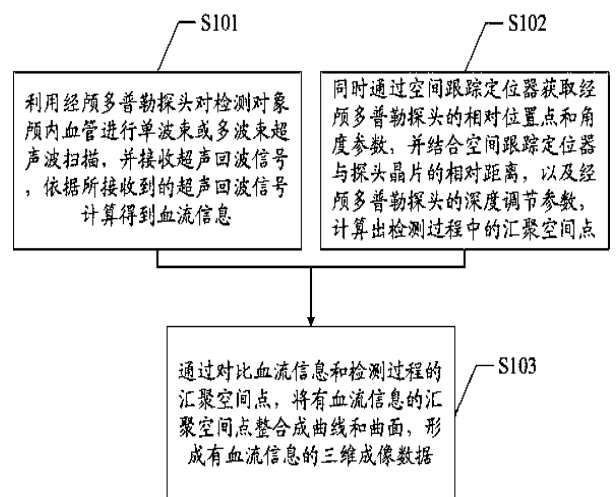 S101
利用经颅多普勒探头对检测对象
颅内血管进行单波束或多波束超
声波扫描，并接收超声回波信号
，依据所接收到的超声回波信号
计算得到血流信息
S102
同时通过空间跟踪定位器获取经
颅多普勒探头的相对位置点和角
度参数，并结合空间跟踪定位器
与探头晶片的相对距离，以及经
颅多普勒探头的深度调节参数，
计算出检测过程中的汇聚空间点
S103
通过对比血流信息和检测过程的
汇聚空间点，将有血流信息的汇
聚空间点整合成曲线和曲面，形
成有血流信息的三维成像数据